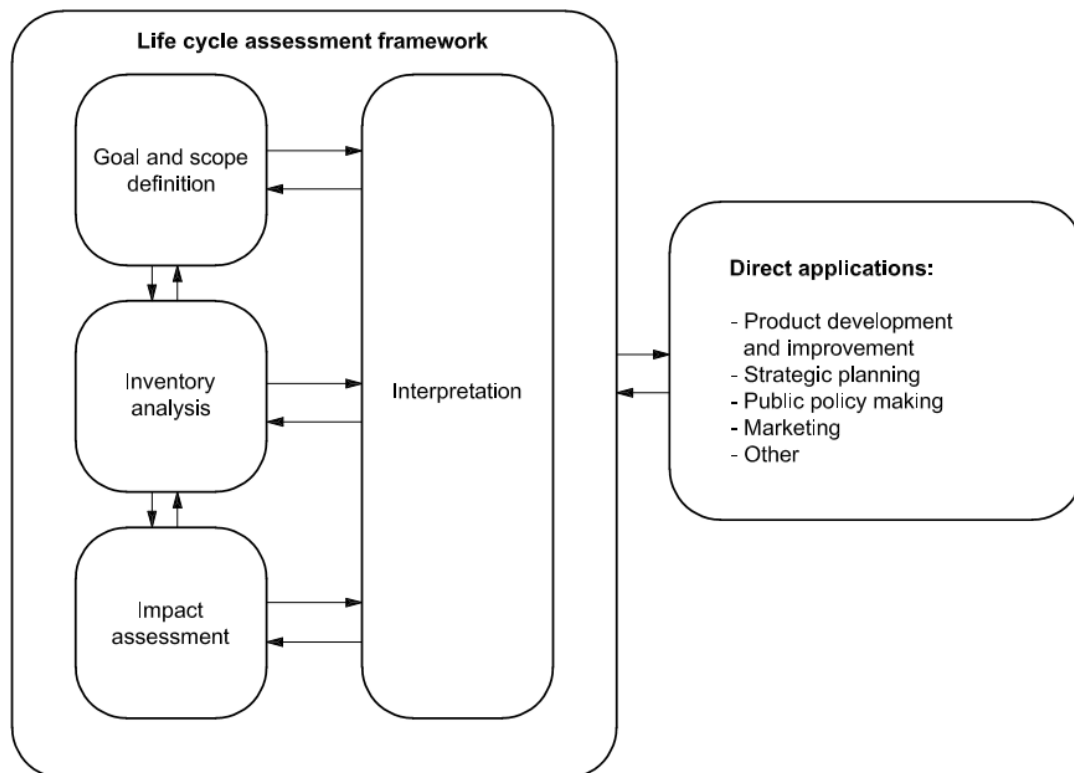 Life cycle assessment framework
Goal and scope
definition
Inventory
analysis
Impact
assessment
Interpretation
Direct applications:
- Product development
and improvement
- Strategic planning
- Public policy making
- Marketing
- Other